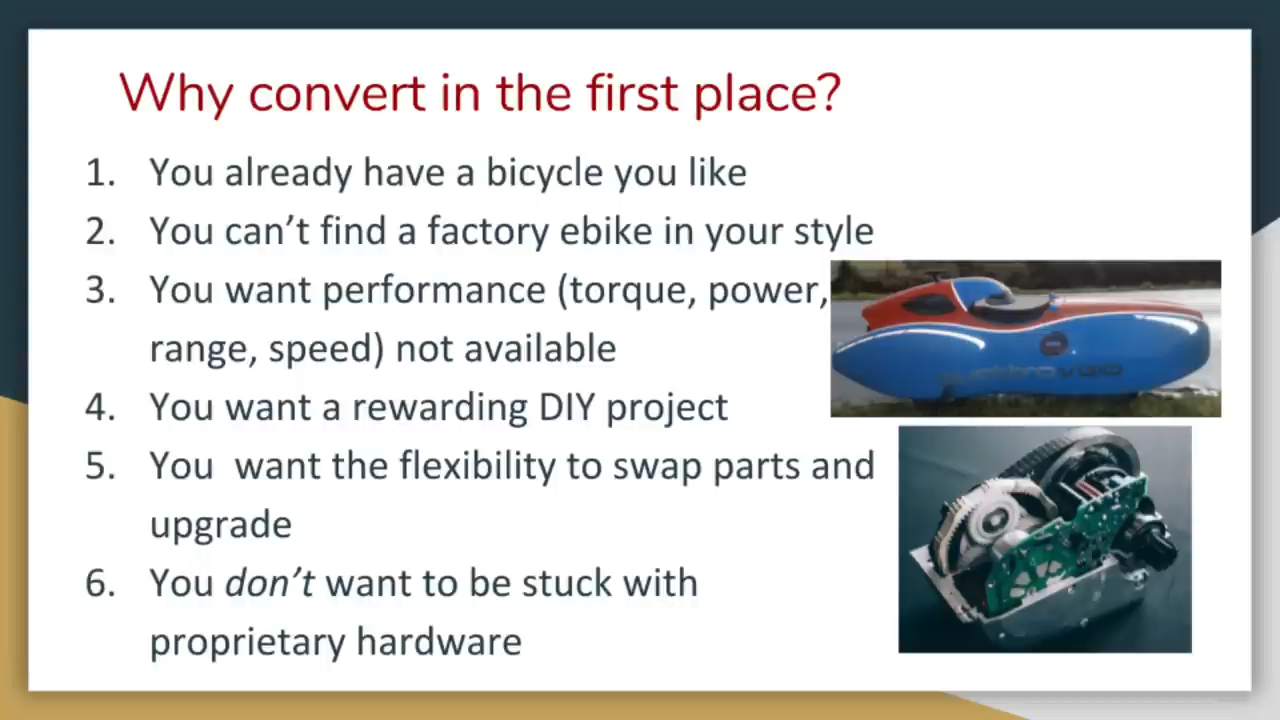 Why convert in the first place?
1. You already have a bicycle you like
2. You can't find a factory ebike in your style
3. You want performance (torque, power,
range, speed) not available
4. You want a rewarding DIY project
5. You  want the flexibility to swap parts and
upgrade
6. You don't want to be stuck with
proprietary hardware